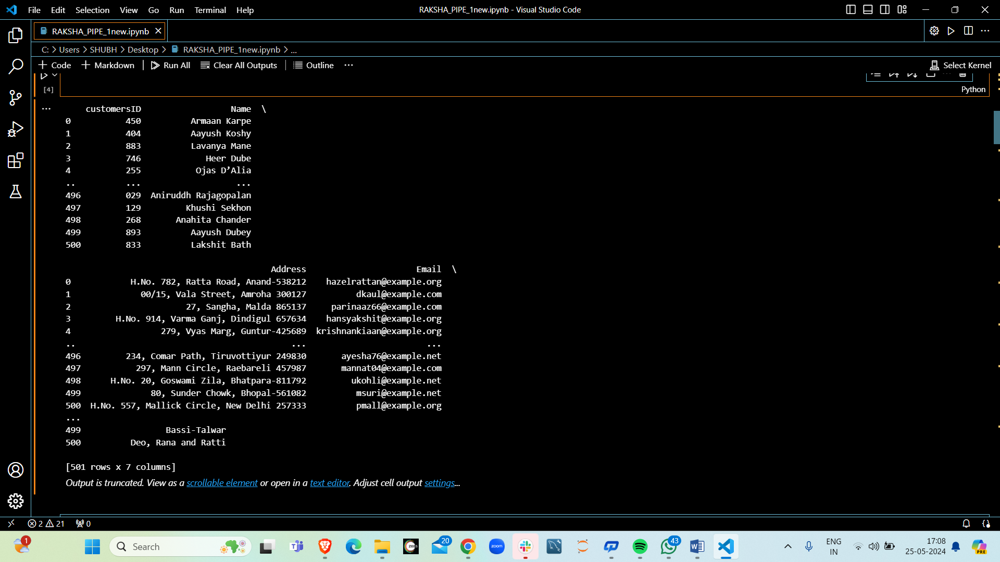 File Edit Selection View Go Run Terminal Help
RAKSHA_PIPE_1new.ipynb - Visual Studio Code
RAKSHA_PIPE_1new.ipynb
C: > Users > SHUBH > Desktop > RAKSHA_PIPE_1new.ipynb > ...
+ Code + Markdown Run All Clear All Outputs Outline ...
Select Kernel
[4]
Python
customersID Name \
0 450 Armaan Karpe
1 404 Aayush Koshy
2 883 Lavanya Mane
3 746 Heer Dube
4 255 Ojas D’Alia
.. ... ...
496 029 Aniruddh Rajagopalan
497 129 Khushi Sekhon
498 268 Anahita Chander
499 893 Aayush Dubey
500 833 Lakshit Bath
Address Email \
0 H.No. 782, Ratta Road, Anand-538212 hazelrattan@example.org
1 00/15, Vala Street, Amroha 300127 dkaul@example.com
2 27, Sangha, Malda 865137 parinaaz66@example.com
3 H.No. 914, Varma Ganj, Dindigul 657634 hansyakshit@example.org
4 279, Vyas Marg, Guntur-425689 krishnankiaan@example.org
.. ... ...
496 234, Comar Path, Tiruvottiyur 249830 ayesha76@example.net
497 297, Mann Circle, Raebareli 457987 mannat04@example.com
498 H.No. 20, Goswami Zila, Bhatpara-811792 ukohli@example.net
499 80, Sunder Chowk, Bhopal-561082 msuri@example.net
500 H.No. 557, Mallick Circle, New Delhi 257333 pmall@example.org
...
499 Bassi-Talwar
500 Deo, Rana and Ratti
[501 rows x 7 columns]
Output is truncated. View as a scrollable element or open in a text editor. Adjust cell output settings...
2 21 0
1
Search
zoom
20
43
ENG
IN
17:08
25-05-2024
PRE